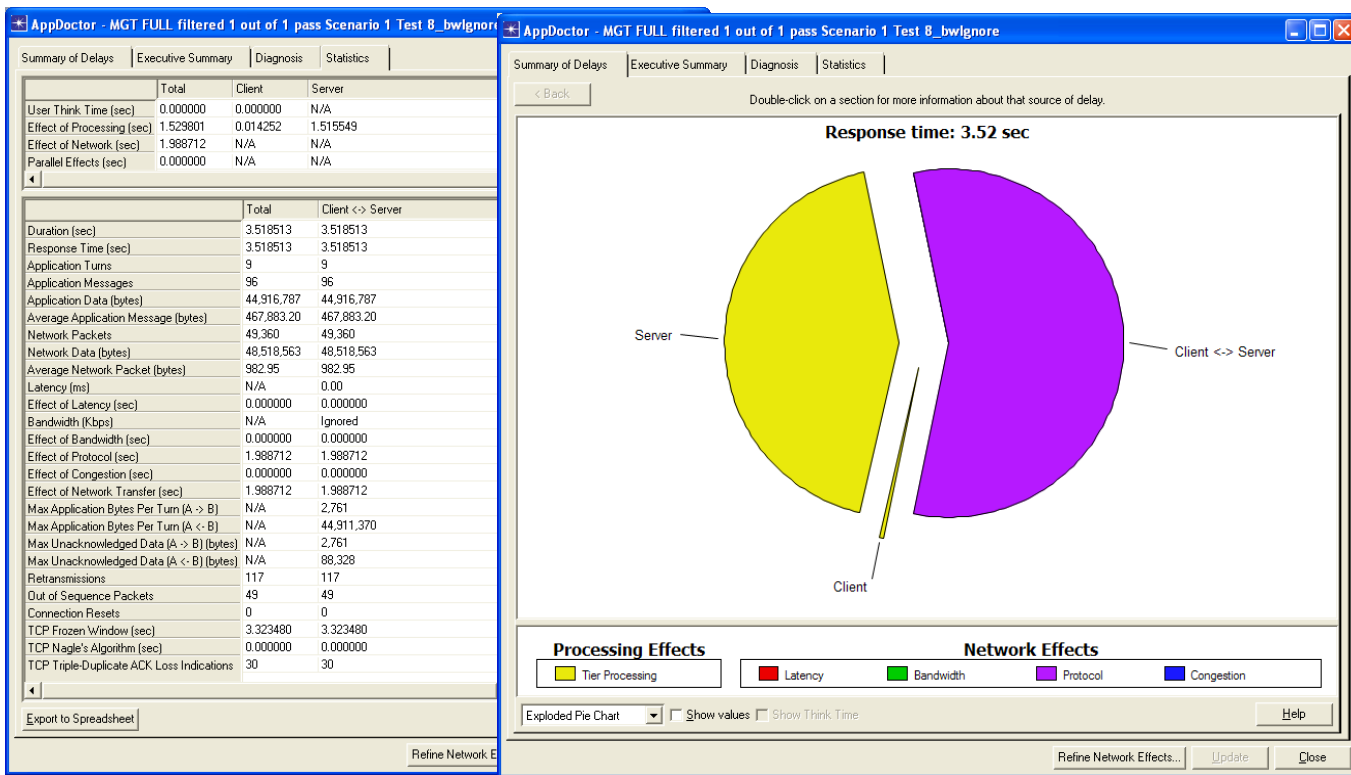 AppDoctor - MGT FULL filtered 1 out of 1 pass Scenario 1 Test 8_bwIgnore
Summary of Delays Executive Summary Diagnosis Statistics
Total Client Server
User Think Time (sec) 0.000000 0.000000 N/A
Effect of Processing (sec) 1.529801 0.014252 1.515549
Effect of Network (sec) 1.988712 N/A N/A
Parallel Effects (sec) 0.000000 N/A N/A
Total Client <-> Server
Duration (sec) 3.518513 3.518513
Response Time (sec) 3.518513 3.518513
Application Turns 9 9
Application Messages 96 96
Application Data (bytes) 44,916,787 44,916,787
Average Application Message (bytes) 467,883.20 467,883.20
Network Packets 49,360 49,360
Network Data (bytes) 48,518,563 48,518,563
Average Network Packet (bytes) 982.95 982.95
Latency (ms) N/A 0.00
Effect of Latency (sec) 0.000000 0.000000
Bandwidth (Kbps) N/A Ignored
Effect of Bandwidth (sec) 0.000000 0.000000
Effect of Protocol (sec) 1.988712 1.988712
Effect of Congestion (sec) 0.000000 0.000000
Effect of Network Transfer (sec) 1.988712 1.988712
Max Application Bytes Per Turn (A -> B) N/A 2,761
Max Application Bytes Per Turn (A <- B) N/A 44,911,370
Max Unacknowledged Data (A -> B) (bytes) N/A 2,761
Max Unacknowledged Data (A <- B) (bytes) N/A 88,328
Retransmissions 117 117
Out of Sequence Packets 49 49
Connection Resets 0 0
TCP Frozen Window (sec) 3.323480 3.323480
TCP Nagle's Algorithm (sec) 0.000000 0.000000
TCP Triple-Duplicate ACK Loss Indications 30 30
Export to Spreadsheet
Refine Network E
AppDoctor - MGT FULL filtered 1 out of 1 pass Scenario 1 Test 8_bwIgnore
Summary of Delays Executive Summary Diagnosis Statistics
< Back Double-click on a section for more information about that source of delay.
Response time: 3.52 sec
Server
Client <-> Server
Client
Processing Effects Network Effects
Tier Processing Latency Bandwidth Protocol Congestion
Exploded Pie Chart Show values Show Think Time Help
Refine Network Effects... Update Close